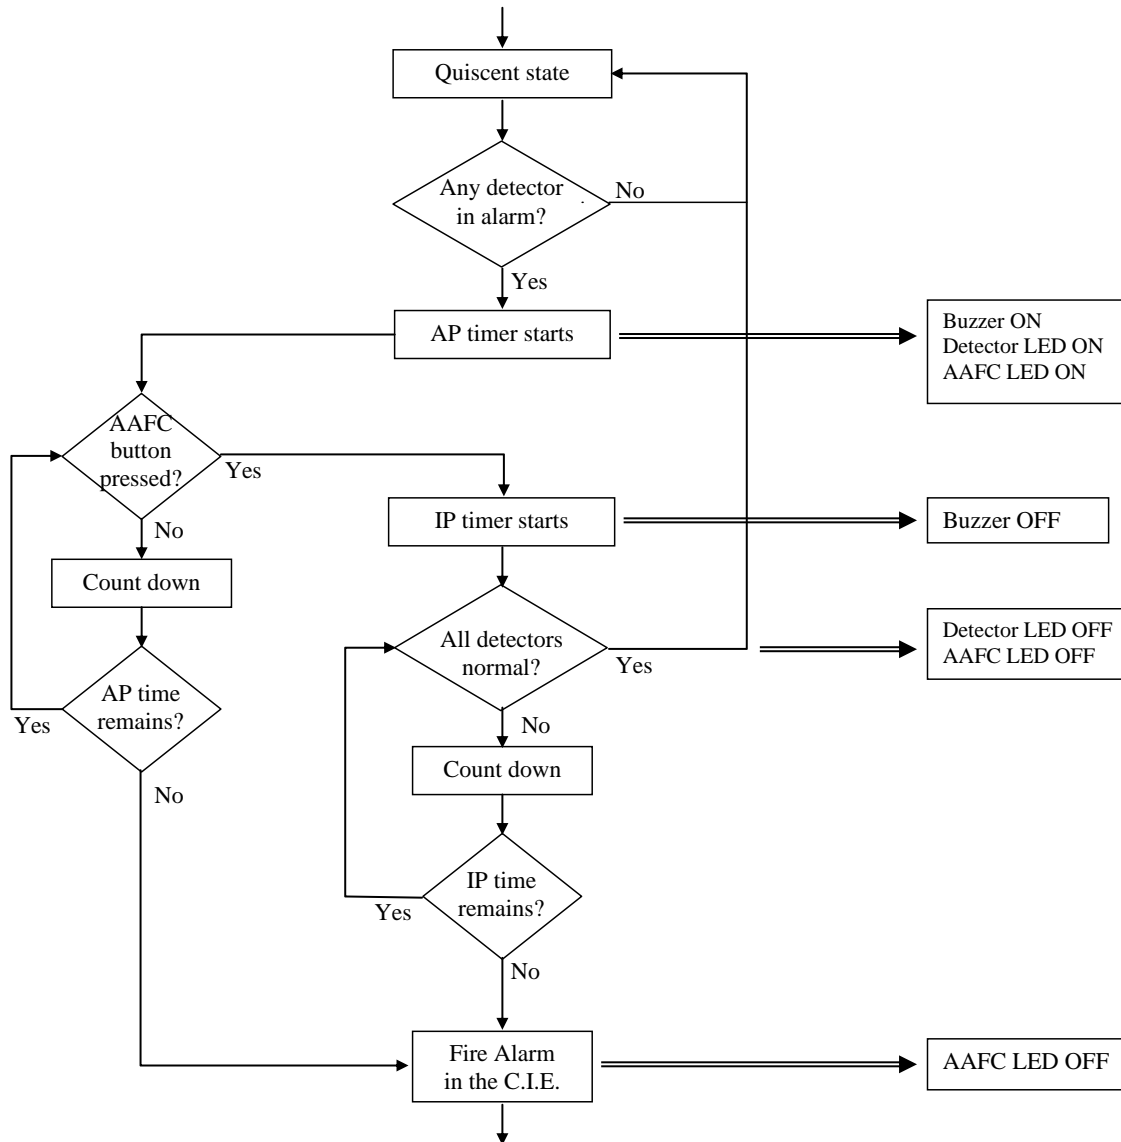 Quiscent state
Any detector
in alarm?
No
Yes
AP timer starts
Buzzer ON
Detector LED ON
AAFC LED ON
AAFC
button
pressed?
Yes
No
IP timer starts
Buzzer OFF
Count down
All detectors
normal?
Yes
Detector LED OFF
AAFC LED OFF
AP time
remains?
Yes
No
No
Count down
IP time
remains?
Yes
No
Fire Alarm
in the C.I.E.
AAFC LED OFF